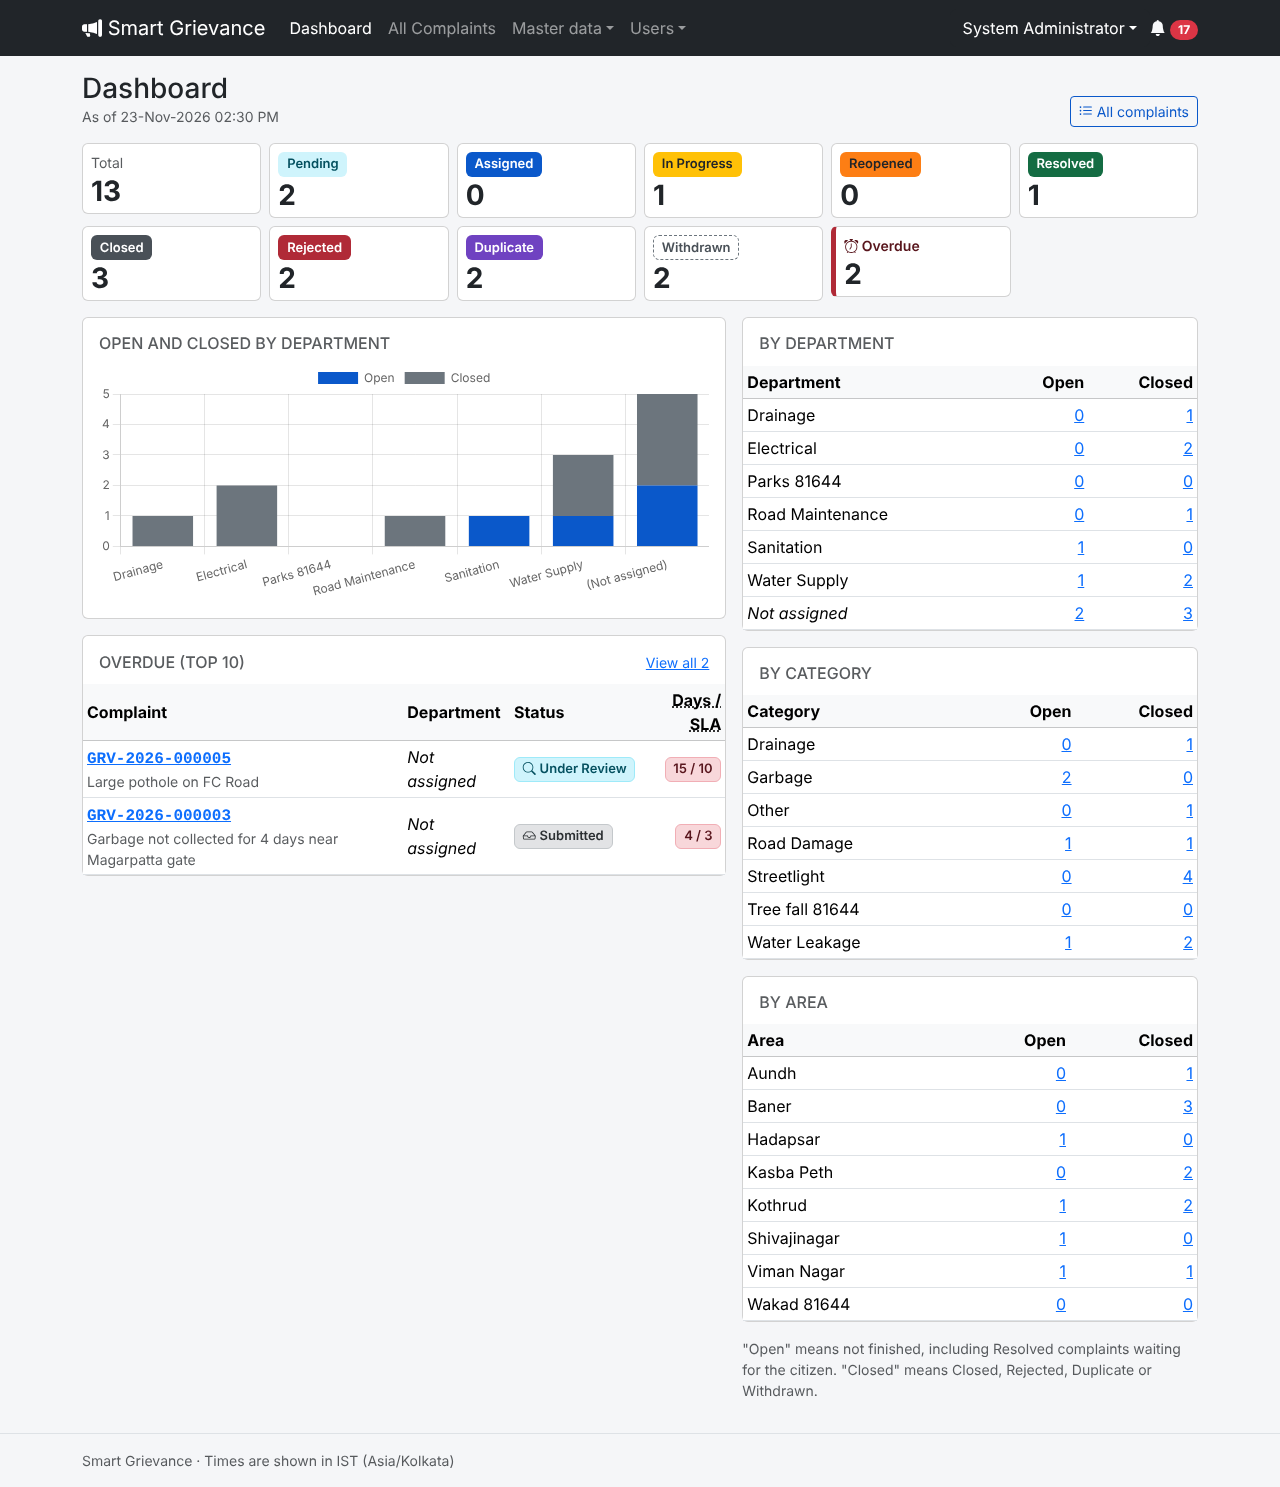 Smart Grievance Dashboard All Complaints Master data Users System Administrator 17
Dashboard
As of 23-Nov-2026 02:30 PM
All complaints
Total
13
Pending
2
Assigned
0
In Progress
1
Reopened
0
Resolved
1
Closed
3
Rejected
2
Duplicate
2
Withdrawn
2
Overdue
2
OPEN AND CLOSED BY DEPARTMENT
Open Closed
5
4
3
2
1
0
Drainage Electrical Parks 81644 Road Maintenance Sanitation Water Supply (Not assigned)
OVERDUE (TOP 10) View all 2
Complaint Department Status Days / SLA
GRV-2026-000005
Large pothole on FC Road
Not assigned
Under Review
15 / 10
GRV-2026-000003
Garbage not collected for 4 days near
Magarpatta gate
Not assigned
Submitted
4 / 3
BY DEPARTMENT
Department Open Closed
Drainage 0 1
Electrical 0 2
Parks 81644 0 0
Road Maintenance 0 1
Sanitation 1 0
Water Supply 1 2
Not assigned 2 3
BY CATEGORY
Category Open Closed
Drainage 0 1
Garbage 2 0
Other 0 1
Road Damage 1 1
Streetlight 0 4
Tree fall 81644 0 0
Water Leakage 1 2
BY AREA
Area Open Closed
Aundh 0 1
Baner 0 3
Hadapsar 1 0
Kasba Peth 0 2
Kothrud 1 2
Shivajinagar 1 0
Viman Nagar 1 1
Wakad 81644 0 0
"Open" means not finished, including Resolved complaints waiting
for the citizen. "Closed" means Closed, Rejected, Duplicate or
Withdrawn.
Smart Grievance · Times are shown in IST (Asia/Kolkata)